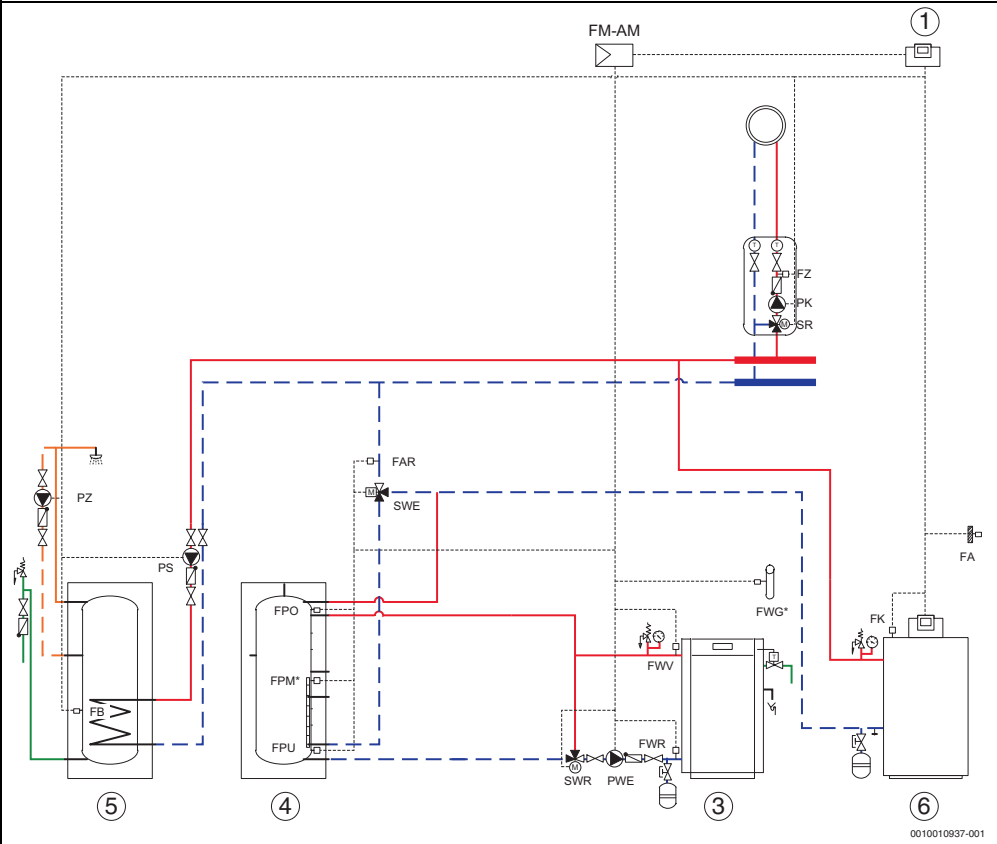 FM-AM
1
T
T
FZ
PK
M
SR
FAR
M
SWE
PZ
PS
FA
FPO
FWG*
FK
FWV
T
FPM*
FB
FPU
FWR
M
SWR
PWE
5
4
3
6
0010010937-001